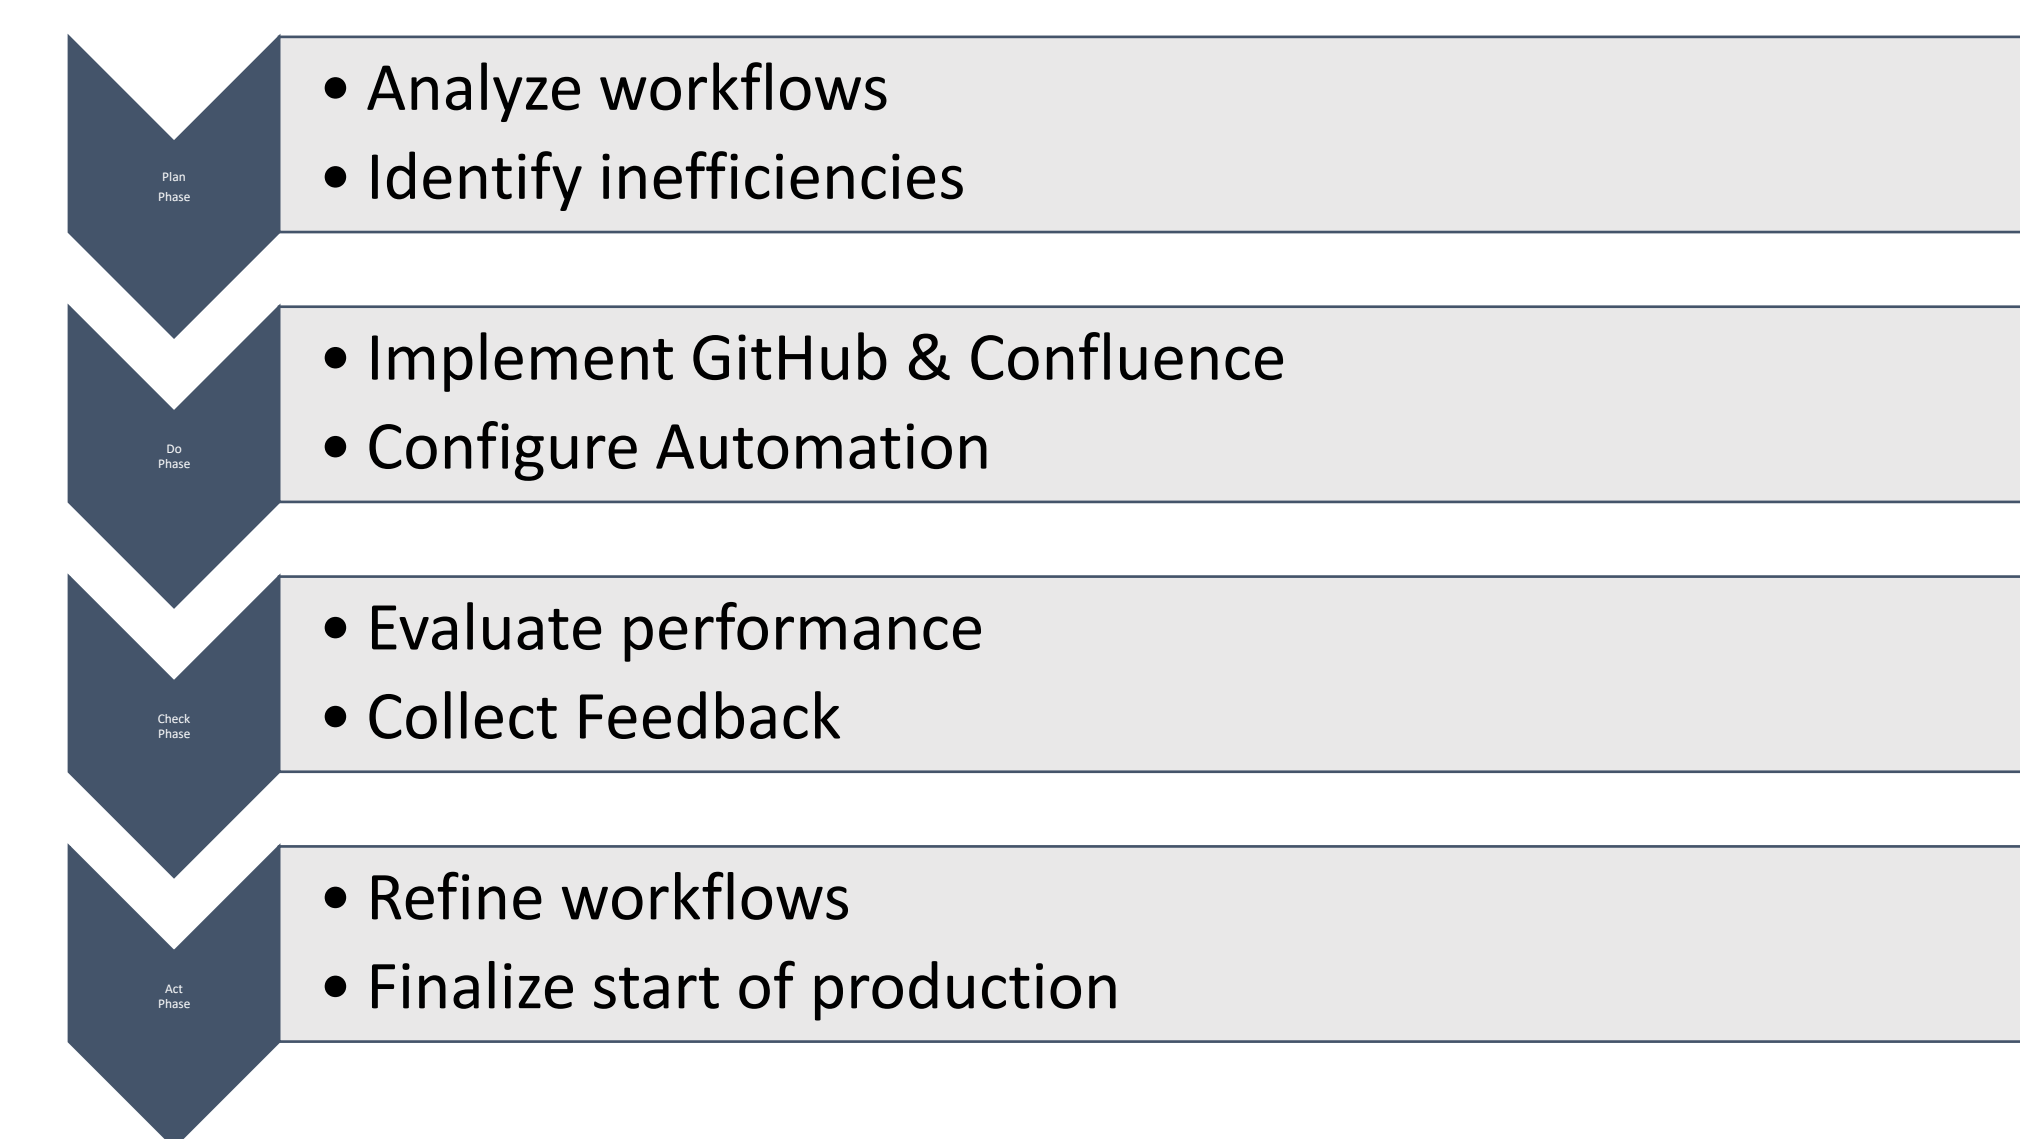 Plan
Phase
• Analyze workflows
• Identify inefficiencies
Do
Phase
• Implement GitHub & Confluence
• Configure Automation
Check
Phase
• Evaluate performance
• Collect Feedback
Act
Phase
• Refine workflows
• Finalize start of production